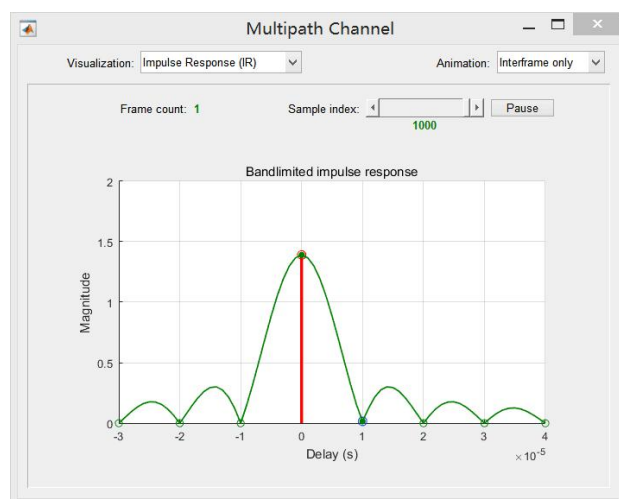 Multipath Channel
Visualization: Impulse Response (IR) Animation: Interframe only
Frame count: 1 Sample index: Pause
1000
Bandlimited impulse response
2
1.5
1
0.5
0
Magnitude
-3 -2 -1 0 1 2 3 4
Delay (s) × 10^-5